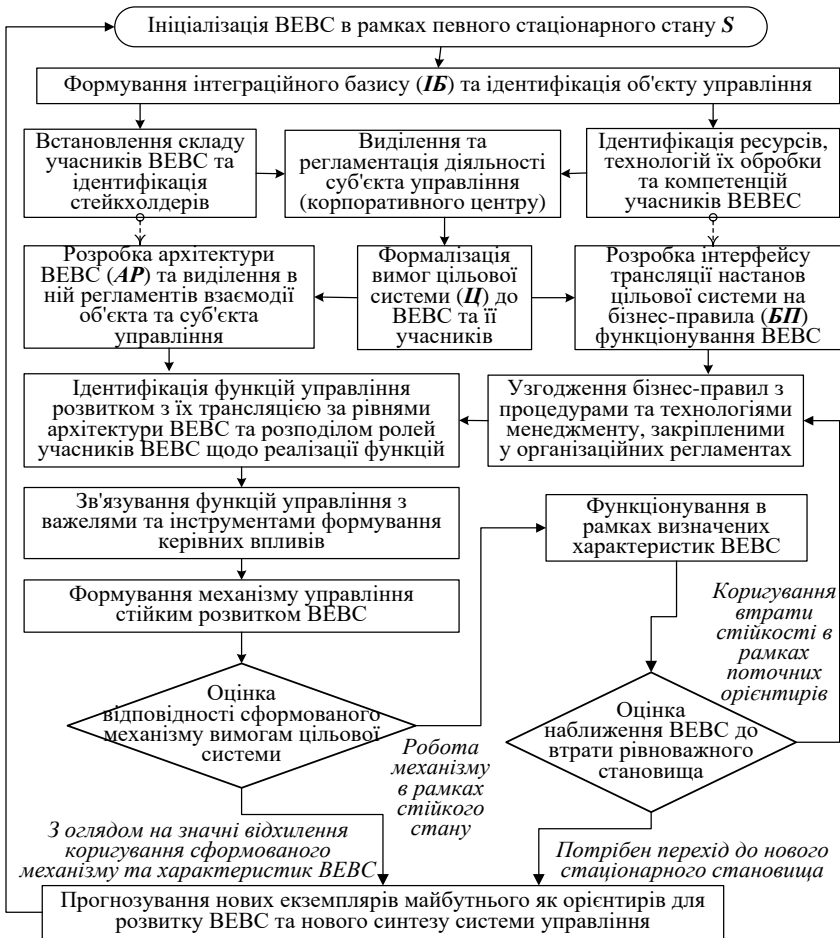 Ініціалізація ВЕВС в рамках певного стаціонарного стану S
Формування інтеграційного базису (ІБ) та ідентифікація об'єкту управління
Встановлення складу
учасників ВЕВС та
ідентифікація
стейкхолдерів
Виділення та
регламентація діяльності
суб'єкта управління
(корпоративного центру)
Ідентифікація ресурсів,
технологій їх обробки
та компетенцій
учасників ВЕВЕС
Розробка архітектури
ВЕВС (АР) та виділення в
ній регламентів взаємодії
об'єкта та суб'єкта
управління
Формалізація
вимог цільової
системи (Ц) до
ВЕВС та її
учасників
Розробка інтерфейсу
трансляції настанов
цільової системи на
бізнес-правила (БП)
функціонування ВЕВС
Ідентифікація функцій управління
розвитком з їх трансляцією за рівнями
архітектури ВЕВС та розподілом ролей
учасників ВЕВС щодо реалізації функцій
Узгодження бізнес-правил з
процедурами та технологіями
менеджменту, закріпленими
у організаційних регламентах
Зв'язування функцій управління з
важелями та інструментами формування
керівних впливів
Функціонування в
рамках визначених
характеристик ВЕВС
Формування механізму управління
стійким розвитком ВЕВС
Коригування
втрати
стійкості в
рамках
поточних
орієнтирів
Оцінка
відповідності сформованого
механізму вимогам цільової
системи
Оцінка
наближення ВЕВС до
втрати рівноважного
становища
Робота
механізму
в рамках
стійкого
стану
З оглядом на значні відхилення
коригування сформованого
механізму та характеристик ВЕВС
Потрібен перехід до нового
стаціонарного становища
Прогнозування нових екземплярів майбутнього як орієнтирів для
розвитку ВЕВС та нового синтезу системи управління